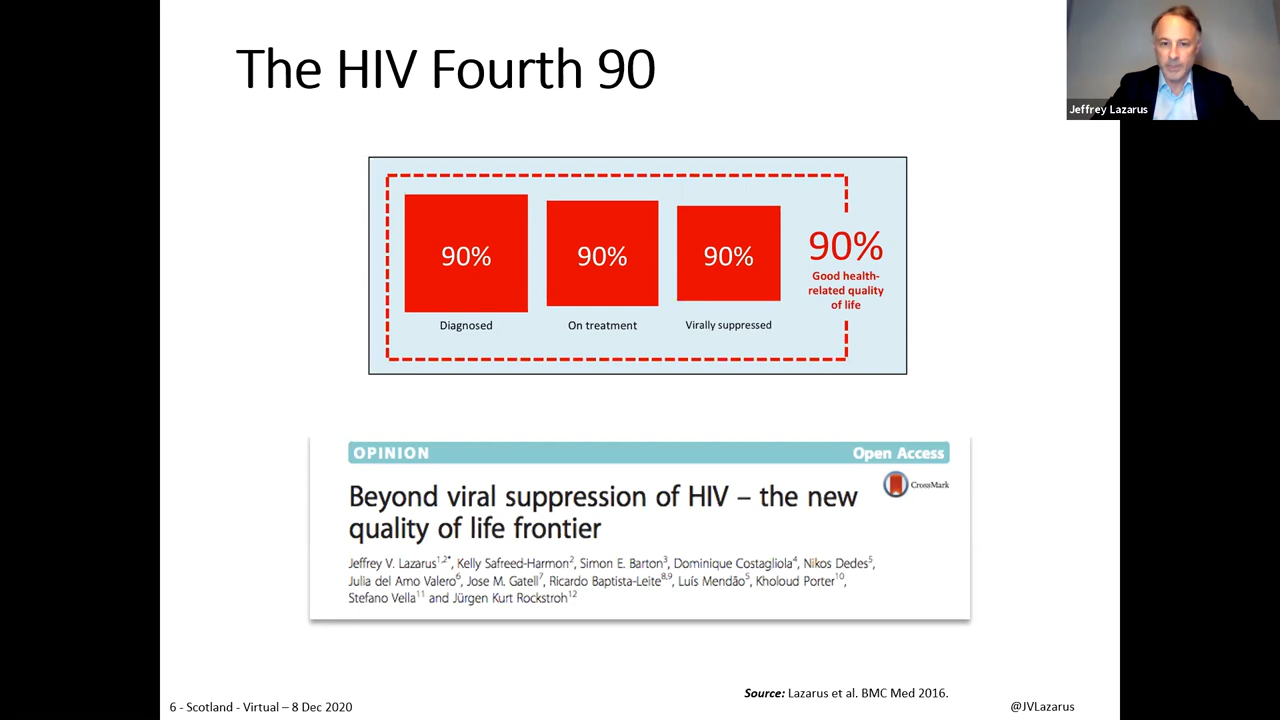 The HIV Fourth 90
Jeffrey Lazarus
90%
90%
90%
90%
Good health-
related quality
of life
Diagnosed
On treatment
Virally suppressed
OPINION
Open Access
CrossMark
Beyond viral suppression of HIV – the new
quality of life frontier
Jeffrey V. Lazarus1,2*, Kelly Safreed-Harmon2, Simon E. Barton3, Dominique Costagliola4, Nikos Dedes5,
Julia del Amo Valero6, Jose M. Gatell7, Ricardo Baptista-Leite8,9, Luís Mendão5, Kholoud Porter10,
Stefano Vella11 and Jürgen Kurt Rockstroh12
Source: Lazarus et al. BMC Med 2016.
6 - Scotland - Virtual – 8 Dec 2020
@JVLazarus